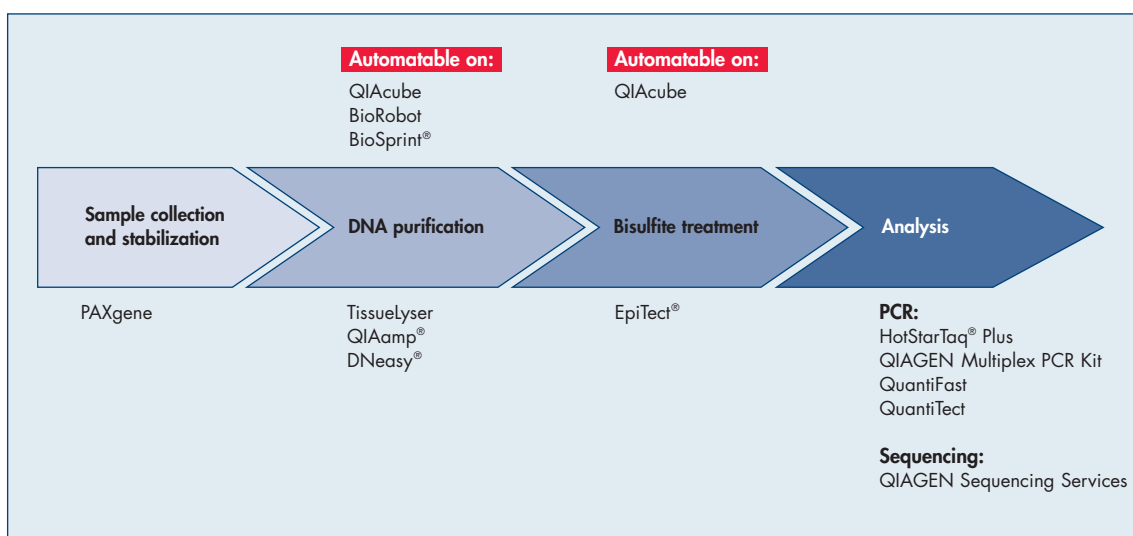 Automatable on:
QIAcube
BioRobot
BioSprint®
Automatable on:
QIAcube
Sample collection
and stabilization
DNA purification
Bisulfite treatment
Analysis
PAXgene
TissueLyser
QIAamp®
DNeasy®
EpiTect®
PCR:
HotStarTaq® Plus
QIAGEN Multiplex PCR Kit
QuantiFast
QuantiTect
Sequencing:
QIAGEN Sequencing Services